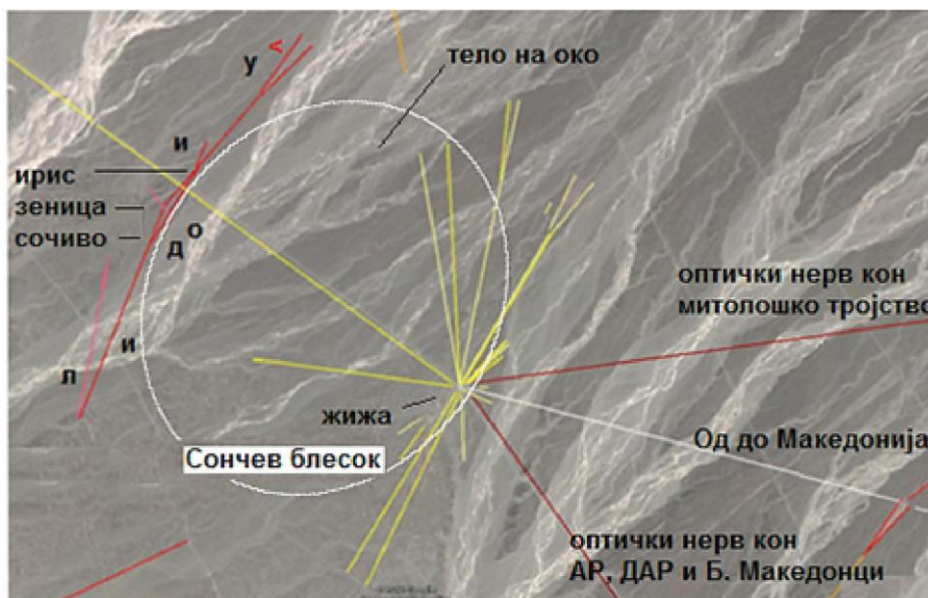 у
<
тело на око
и
ирис
зеница
сочиво
о
д
оптички нерв кон
митолошко тројство
и
л
жижа
Од до Македонија
Сончев блесок
оптички нерв кон
АР, ДАР и Б. Македонци